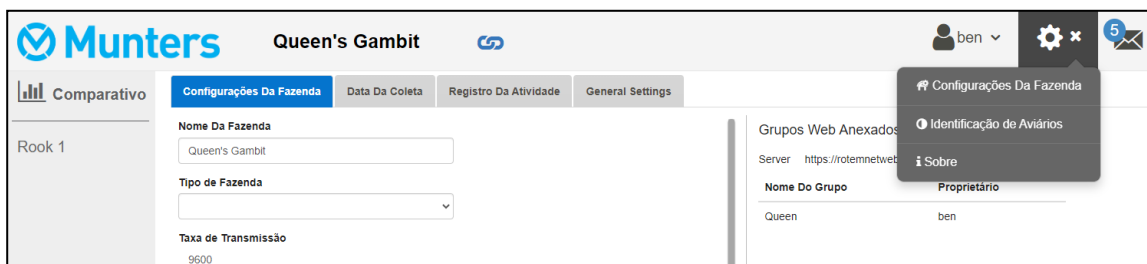 Munters
Queen's Gambit
ben
5
Comparativo
Rook 1
Configurações Da Fazenda
Data Da Coleta
Registro Da Atividade
General Settings
Nome Da Fazenda
Queen's Gambit
Tipo de Fazenda
Taxa de Transmissão
9600
Grupos Web Anexados
Server https://rotemnetweb
Nome Do Grupo Proprietário
Queen ben
Configurações Da Fazenda
Identificação de Aviários
Sobre